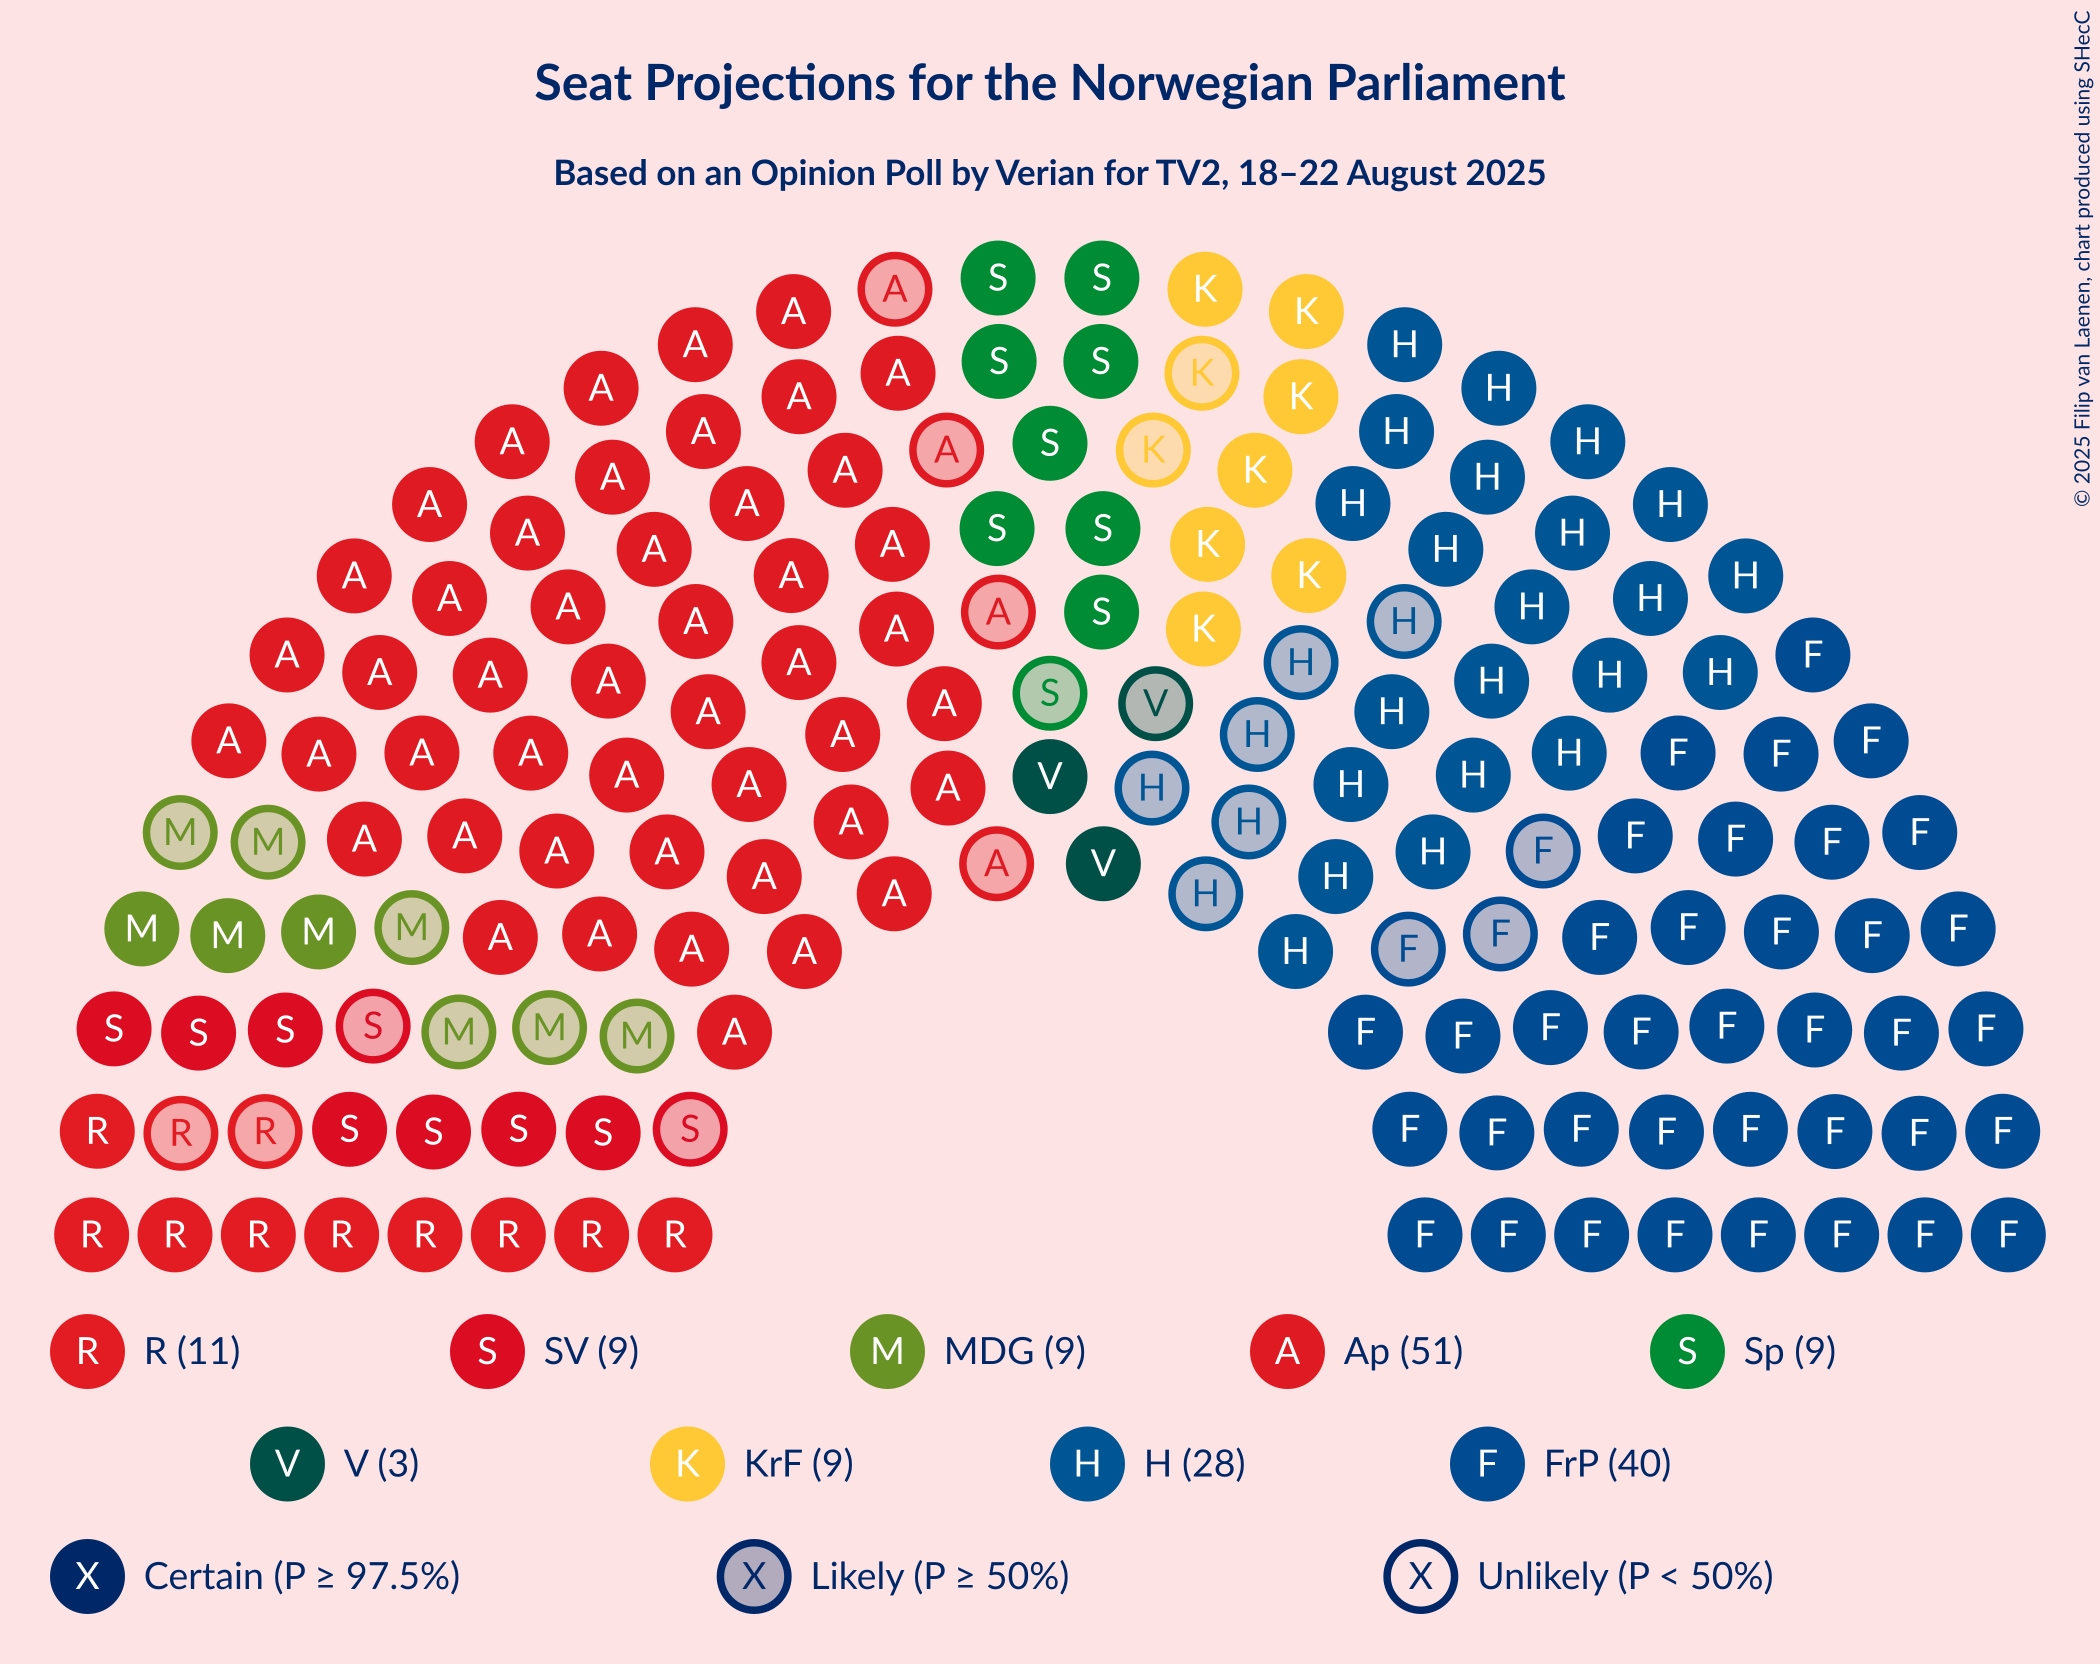 Seat Projections for the Norwegian Parliament
Based on an Opinion Poll by Verian for TV2, 18–22 August 2025
© 2025 Filip van Laenen, chart produced using SHecC
A S S K K
A H
A H
A A S S K K H
A A H H
A A S K K H H
A A H
A A S S K K H H
A A A H H H
A A A S K H H
A A A H F
A A A A S V H H H H
A A A H H H
A A A A V H H H F F F
A A A A A H H H F
M M A A A A A A V H H F F F F F
A H
M M M M A A A A H F F F F F F F
S S S S M M M A F F F F F F F F
R R R S S S S S F F F F F F F F
R R R R R R R R F F F F F F F F
R R (11) S SV (9) M MDG (9) A Ap (51) S Sp (9)
V V (3) K KrF (9) H H (28) F FrP (40)
X Certain (P ≥ 97.5%) X Likely (P ≥ 50%) X Unlikely (P < 50%)